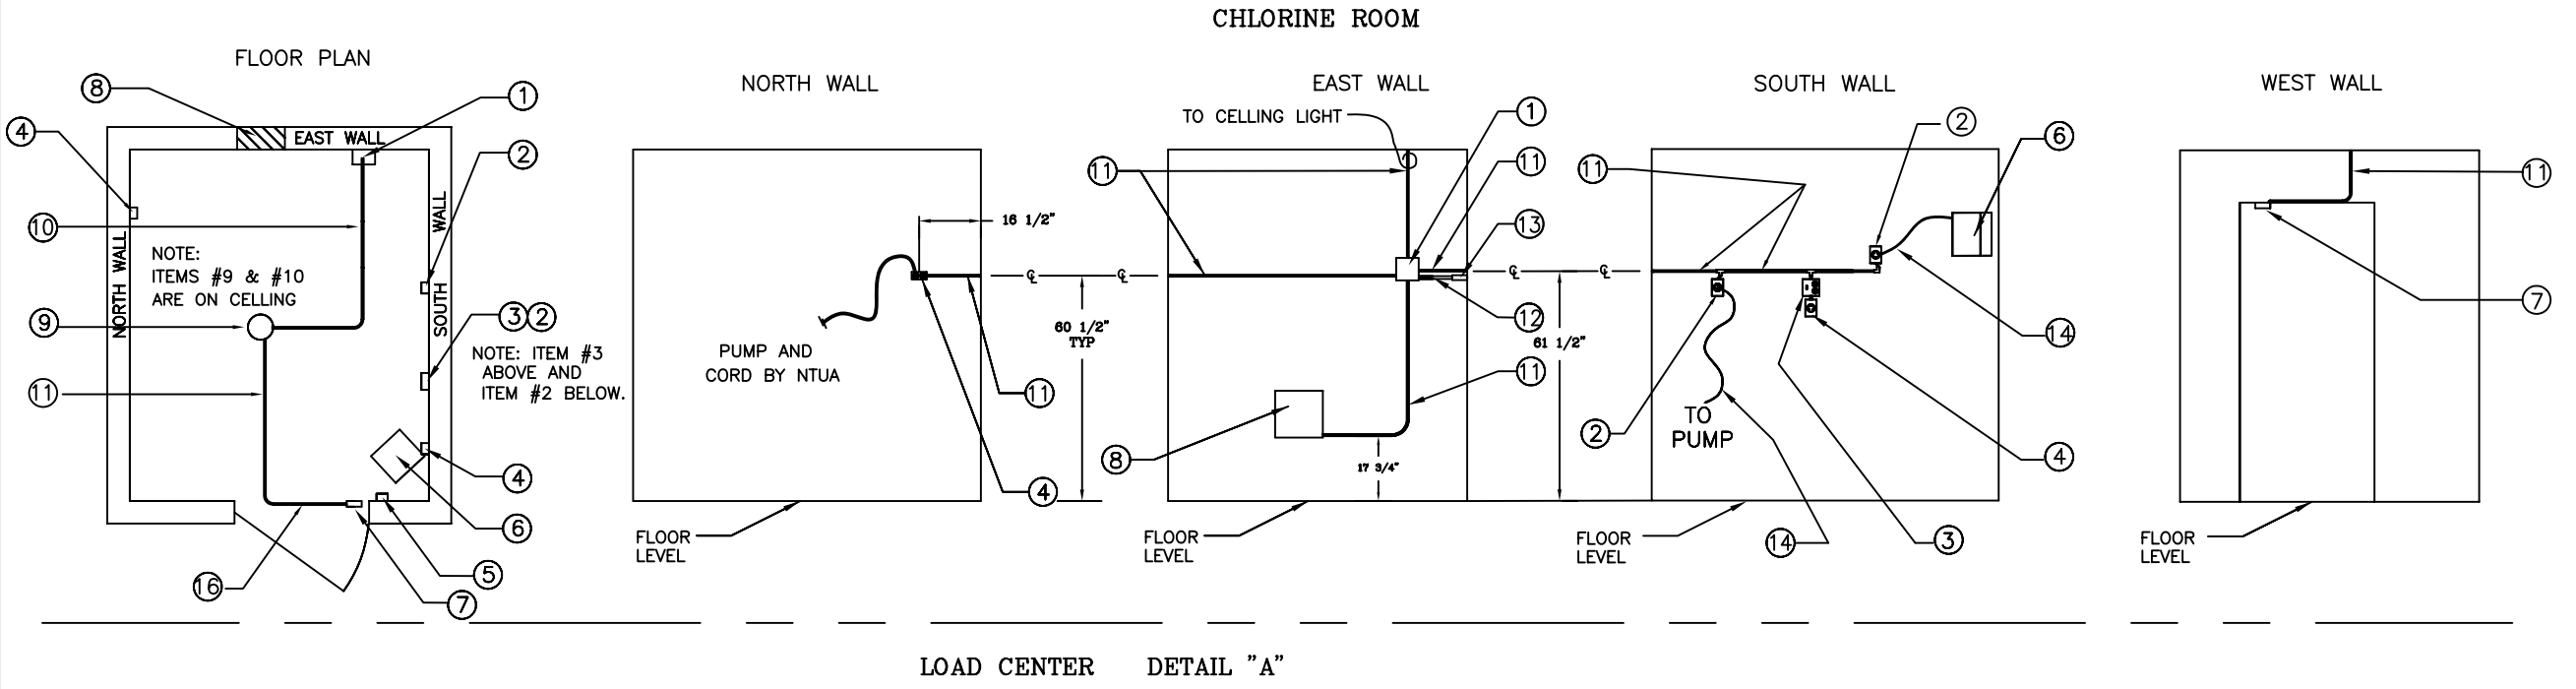 CHLORINE ROOM
FLOOR PLAN
8
1
4
EAST WALL
2
10
NORTH WALL
SOUTH WALL
NOTE:
ITEMS #9 & #10
ARE ON CELLING
9
3
2
NOTE: ITEM #3
ABOVE AND
ITEM #2 BELOW.
11
4
6
5
16
7
NORTH WALL
16 1/2"
PUMP AND
CORD BY NTUA
11
4
FLOOR
LEVEL
℄
℄
60 1/2"
TYP
EAST WALL
TO CELLING LIGHT
1
11
11
13
12
11
8
17 3/4"
FLOOR
LEVEL
℄
℄
61 1/2"
SOUTH WALL
2
6
11
14
2
TO
PUMP
4
14
3
FLOOR
LEVEL
WEST WALL
11
7
FLOOR
LEVEL
LOAD CENTER DETAIL "A"